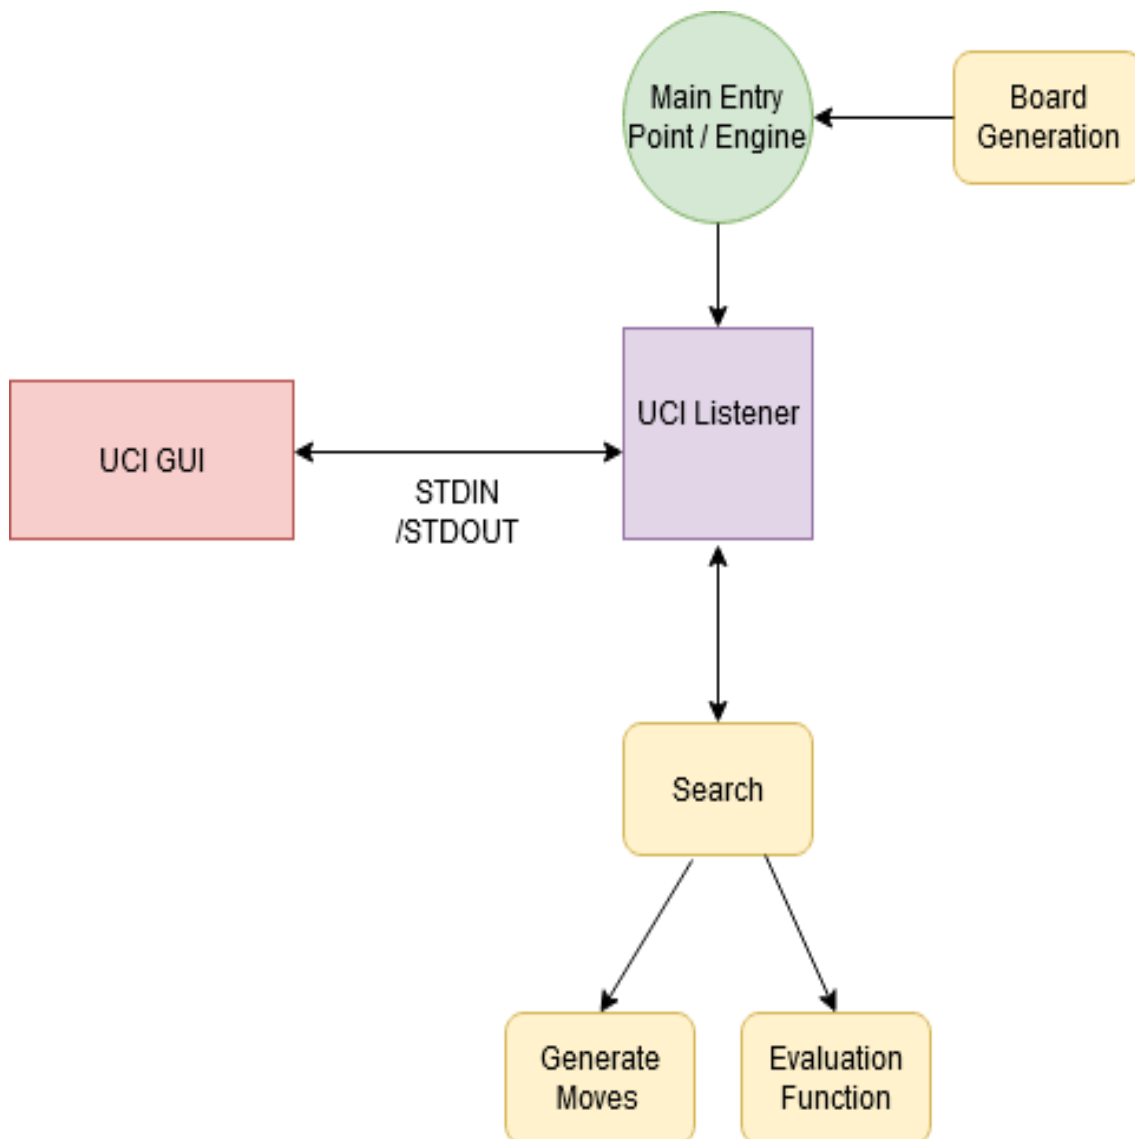 Main Entry
Point / Engine
Board
Generation
UCI Listener
UCI GUI
STDIN
/STDOUT
Search
Generate
Moves
Evaluation
Function